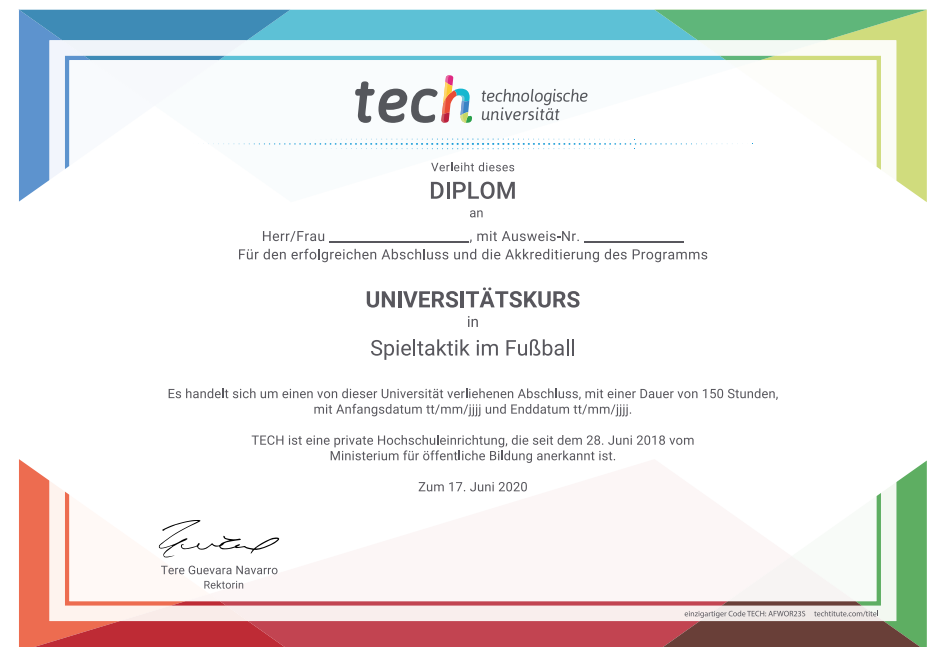 tech technologische
universität
Verleiht dieses
DIPLOM
an
Herr/Frau ____________________, mit Ausweis-Nr. ______________
Für den erfolgreichen Abschluss und die Akkreditierung des Programms
UNIVERSITÄTSKURS
in
Spieltaktik im Fußball
Es handelt sich um einen von dieser Universität verliehenen Abschluss, mit einer Dauer von 150 Stunden,
mit Anfangsdatum tt/mm/jjjj und Enddatum tt/mm/jjjj.
TECH ist eine private Hochschuleinrichtung, die seit dem 28. Juni 2018 vom
Ministerium für öffentliche Bildung anerkannt ist.
Zum 17. Juni 2020
Tere Guevara Navarro
Rektorin
einzigartiger Code TECH: AFWOR23S techtitute.com/titel